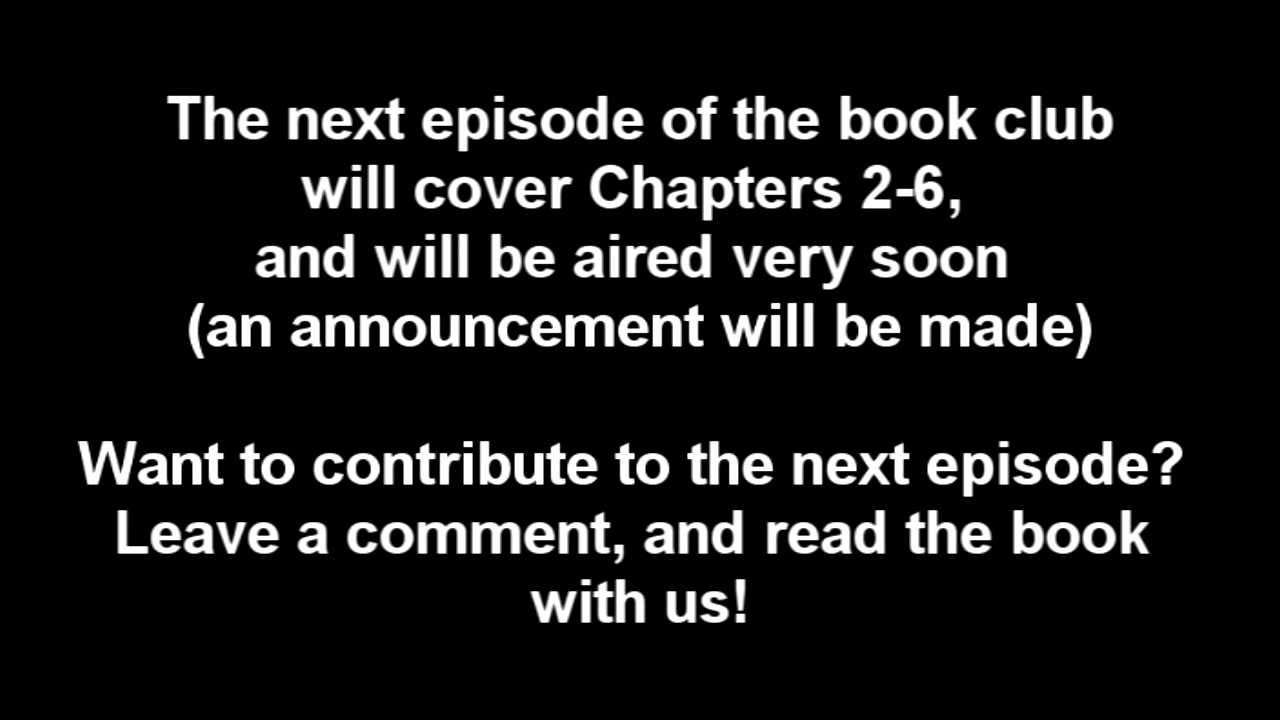 The next episode of the book club
will cover Chapters 2-6,
and will be aired very soon
(an announcement will be made)
Want to contribute to the next episode?
Leave a comment, and read the book
with us!